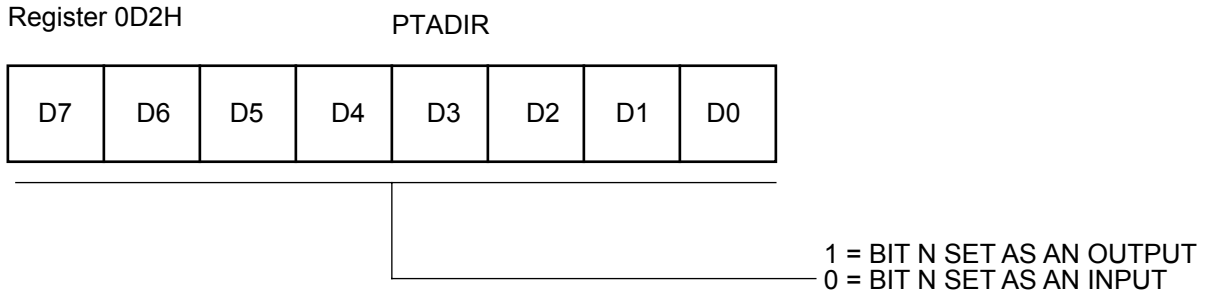 Register 0D2H
PTADIR
D7 D6 D5 D4 D3 D2 D1 D0
1 = BIT N SET AS AN OUTPUT
0 = BIT N SET AS AN INPUT